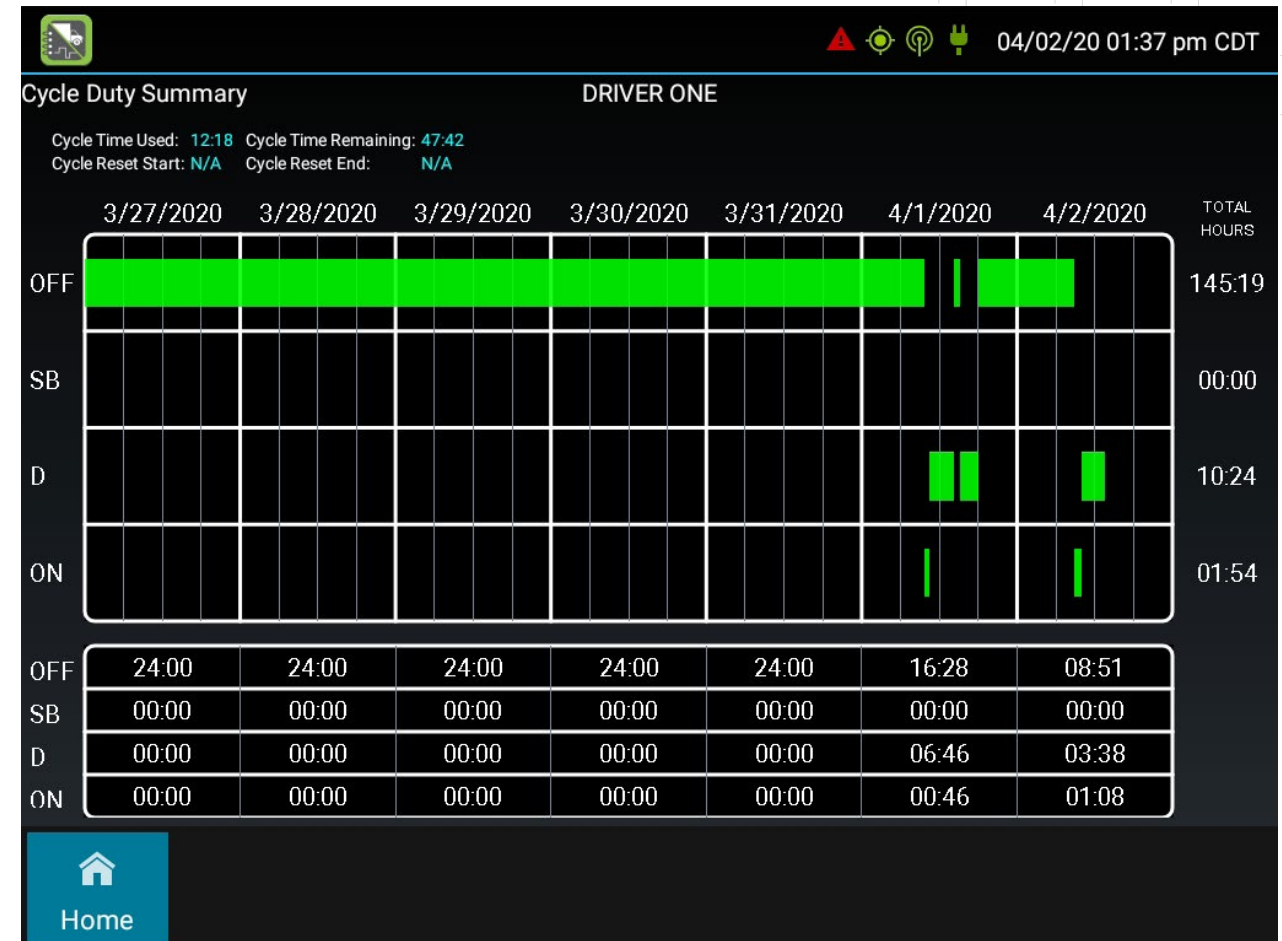 04/02/20 01:37 pm CDT
Cycle Duty Summary DRIVER ONE
Cycle Time Used: 12:18 Cycle Time Remaining: 47:42
Cycle Reset Start: N/A Cycle Reset End: N/A
3/27/2020 3/28/2020 3/29/2020 3/30/2020 3/31/2020 4/1/2020 4/2/2020 TOTAL
HOURS
OFF 145:19
SB 00:00
D 10:24
ON 01:54
OFF 24:00 24:00 24:00 24:00 24:00 16:28 08:51
SB 00:00 00:00 00:00 00:00 00:00 00:00 00:00
D 00:00 00:00 00:00 00:00 00:00 06:46 03:38
ON 00:00 00:00 00:00 00:00 00:00 00:46 01:08
Home